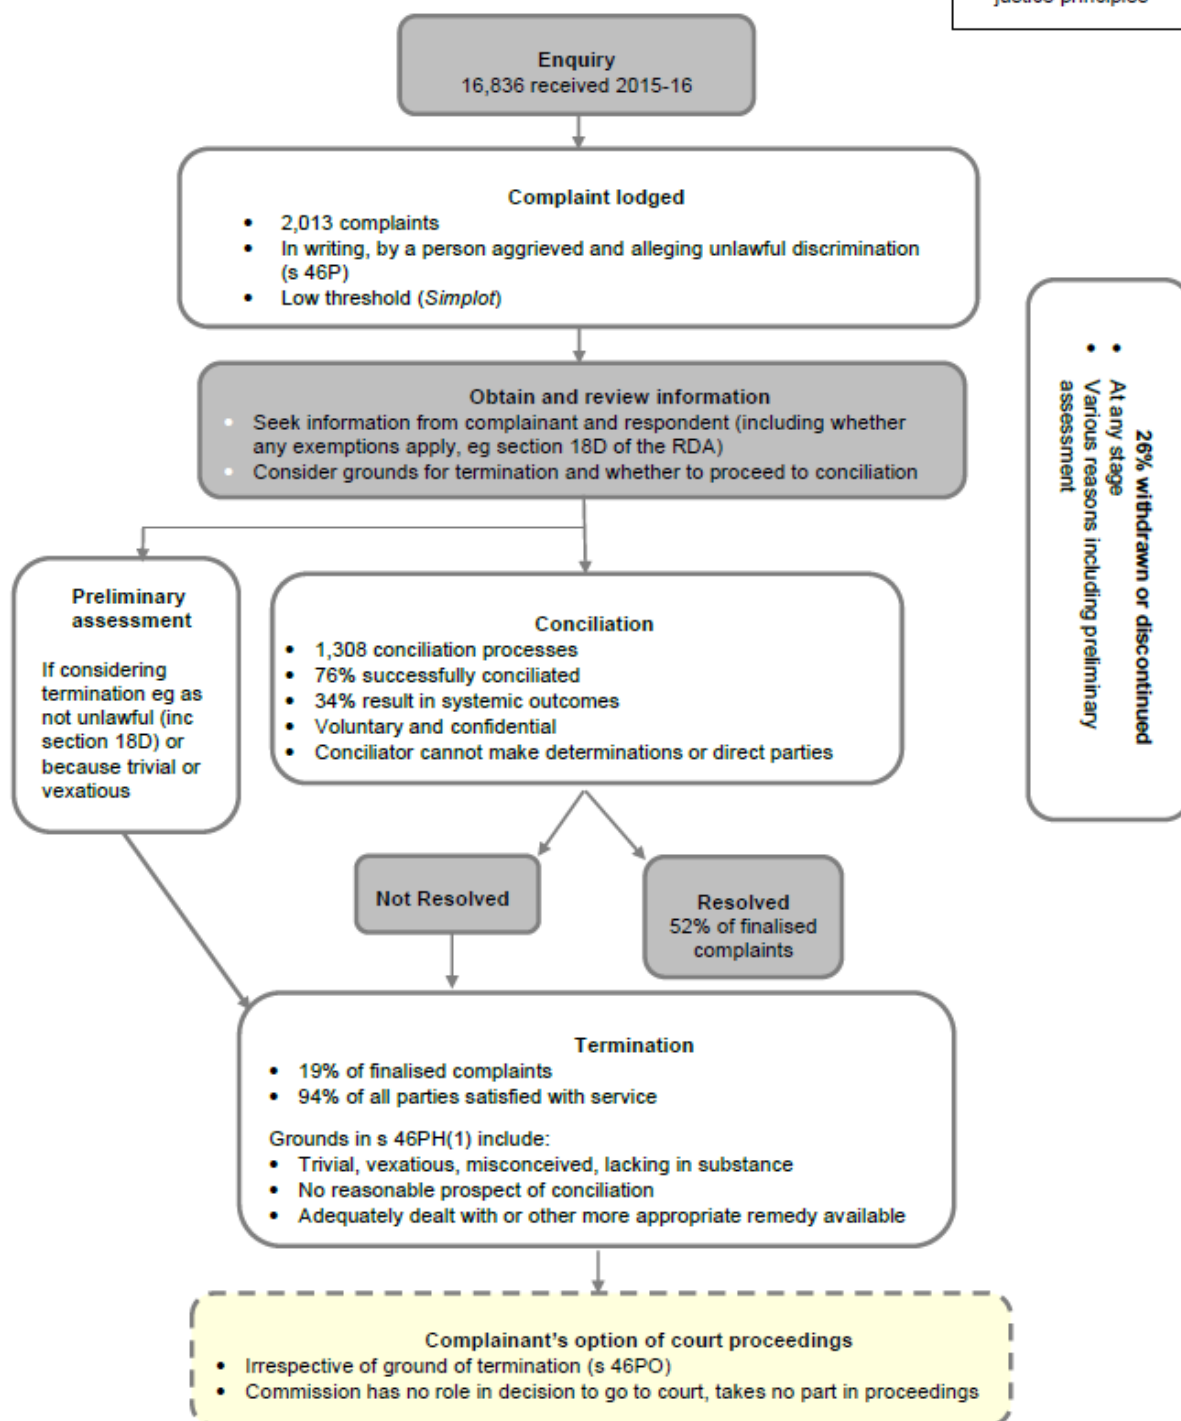 justice principles
Enquiry
16,836 received 2015-16
Complaint lodged
• 2,013 complaints
• In writing, by a person aggrieved and alleging unlawful discrimination
(s 46P)
• Low threshold (Simplot)
Obtain and review information
• Seek information from complainant and respondent (including whether
any exemptions apply, eg section 18D of the RDA)
• Consider grounds for termination and whether to proceed to conciliation
26% withdrawn or discontinued
• At any stage
• Various reasons including preliminary
assessment
Preliminary
assessment
If considering
termination eg as
not unlawful (inc
section 18D) or
because trivial or
vexatious
Conciliation
• 1,308 conciliation processes
• 76% successfully conciliated
• 34% result in systemic outcomes
• Voluntary and confidential
• Conciliator cannot make determinations or direct parties
Not Resolved
Resolved
52% of finalised
complaints
Termination
• 19% of finalised complaints
• 94% of all parties satisfied with service
Grounds in s 46PH(1) include:
• Trivial, vexatious, misconceived, lacking in substance
• No reasonable prospect of conciliation
• Adequately dealt with or other more appropriate remedy available
Complainant's option of court proceedings
• Irrespective of ground of termination (s 46PO)
• Commission has no role in decision to go to court, takes no part in proceedings